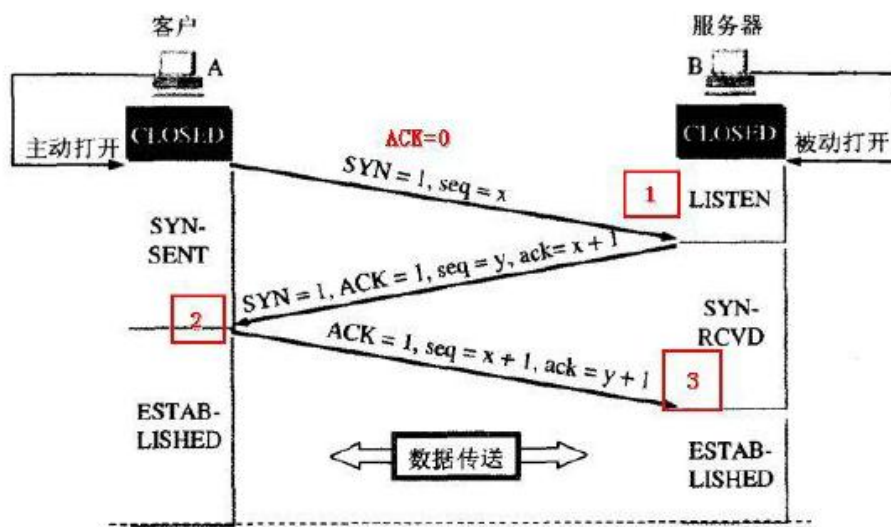 客户
服务器
A
B
CLOSED
CLOSED
主动打开
被动打开
ACK=0
SYN = 1, seq = x
1
LISTEN
SYN-
SENT
SYN = 1, ACK = 1, seq = y, ack= x + 1
2
SYN-
RCVD
ACK = 1, seq = x + 1, ack = y + 1
3
ESTAB-
LISHED
数据传送
ESTAB-
LISHED